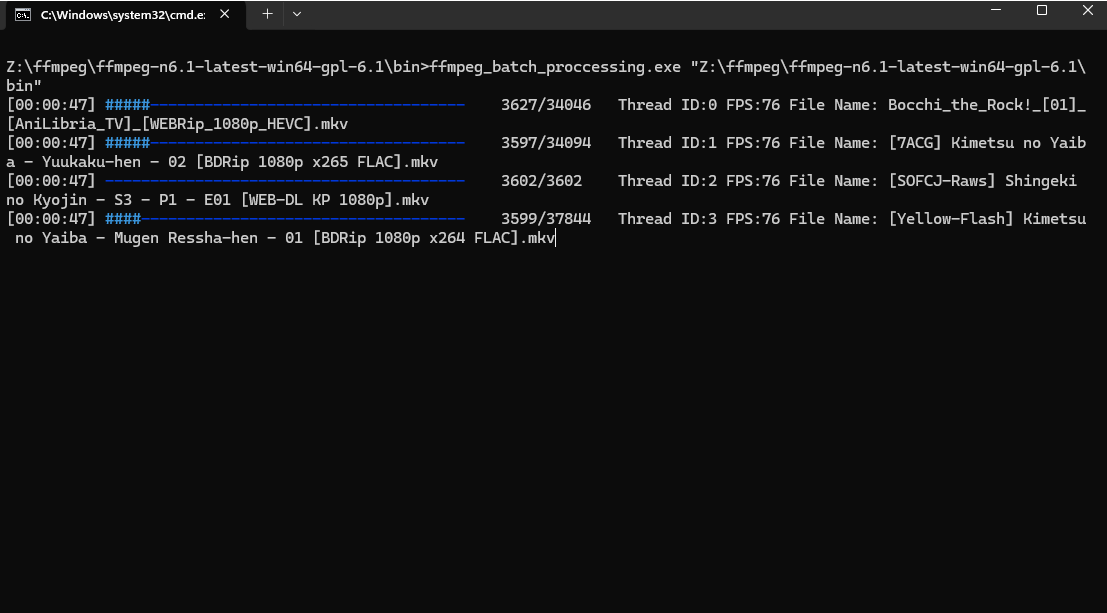 C:\Windows\system32\cmd.e:
Z:\ffmpeg\ffmpeg-n6.1-latest-win64-gpl-6.1\bin>ffmpeg_batch_proccessing.exe "Z:\ffmpeg\ffmpeg-n6.1-latest-win64-gpl-6.1\
bin"
[00:00:47] #####----------------------------------- 3627/34046 Thread ID:0 FPS:76 File Name: Bocchi_the_Rock!_[01]_
[AniLibria_TV]_[WEBRip_1080p_HEVC].mkv
[00:00:47] #####----------------------------------- 3597/34094 Thread ID:1 FPS:76 File Name: [7ACG] Kimetsu no Yaib
a - Yuukaku-hen - 02 [BDRip 1080p x265 FLAC].mkv
[00:00:47] ---------------------------------------- 3602/3602 Thread ID:2 FPS:76 File Name: [SOFCJ-Raws] Shingeki
no Kyojin - S3 - P1 - E01 [WEB-DL KP 1080p].mkv
[00:00:47] ####------------------------------------ 3599/37844 Thread ID:3 FPS:76 File Name: [Yellow-Flash] Kimetsu
no Yaiba - Mugen Ressha-hen - 01 [BDRip 1080p x264 FLAC].mkv